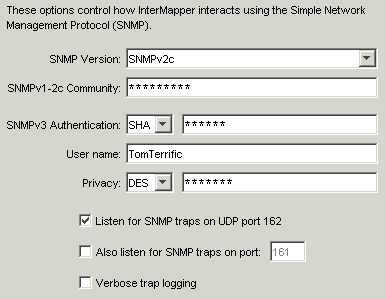 These options control how InterMapper interacts using the Simple Network
Management Protocol (SNMP).
SNMP Version: SNMPv2c
SNMPv1-2c Community: *********
SNMPv3 Authentication: SHA ******
User name: TomTerrific
Privacy: DES *******
Listen for SNMP traps on UDP port 162
Also listen for SNMP traps on port: 161
Verbose trap logging